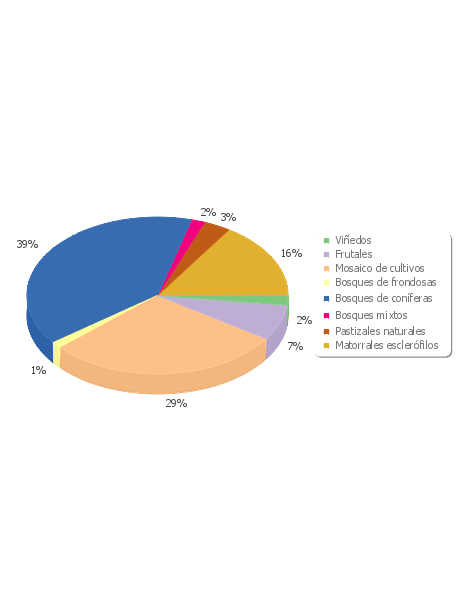 2%
3%
39%
16%
2%
7%
1%
29%
Viñedos
Frutales
Mosaico de cultivos
Bosques de frondosas
Bosques de coníferas
Bosques mixtos
Pastizales naturales
Matorrales esclerófilos